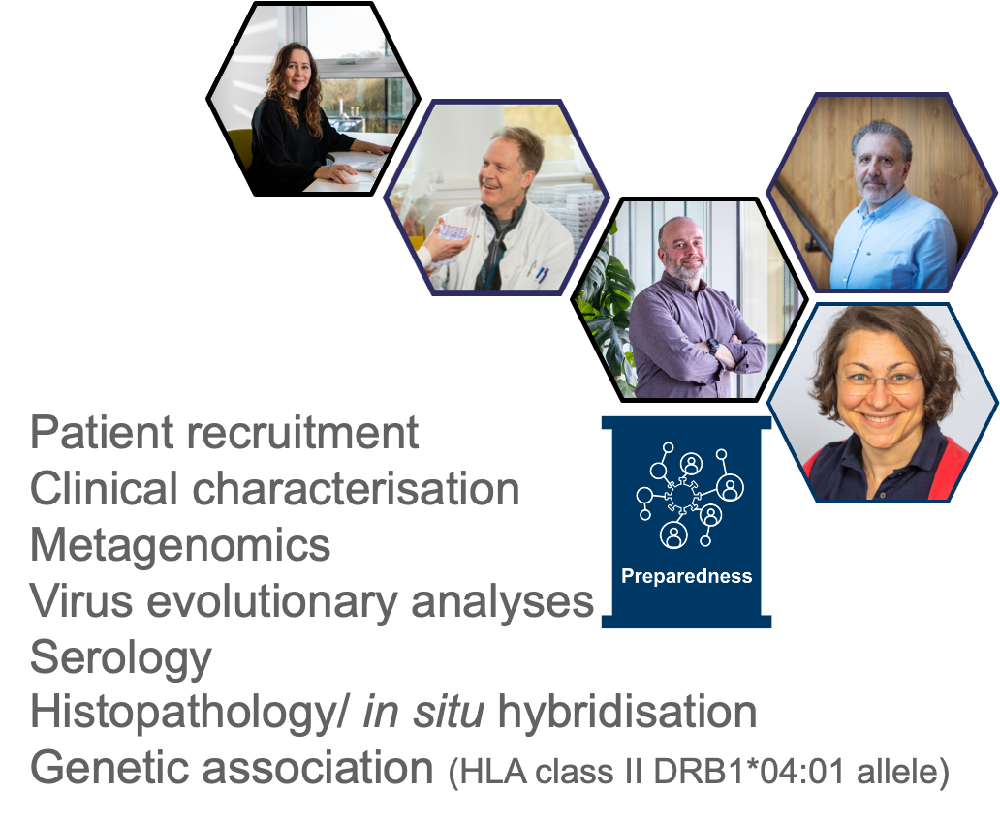 Patient recruitment
Clinical characterisation
Metagenomics
Virus evolutionary analyses
Serology
Histopathology/ in situ hybridisation
Genetic association (HLA class II DRB1*04:01 allele)
Preparedness